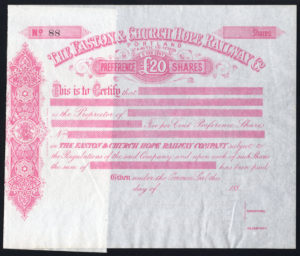 No 88 Shares.
THE EASTON & CHURCH HOPE RAILWAY Co
PORTLAND
PREFERENCE £20 SHARES
This is to Certify that
is the Proprietor of Five per Cent Preference Shares
No
in THE EASTON & CHURCH HOPE RAILWAY COMPANY subject to
the Regulations of the said Company, and upon each of such Shares
the sum of has been paid.
Given under the Common Seal this
day of 188